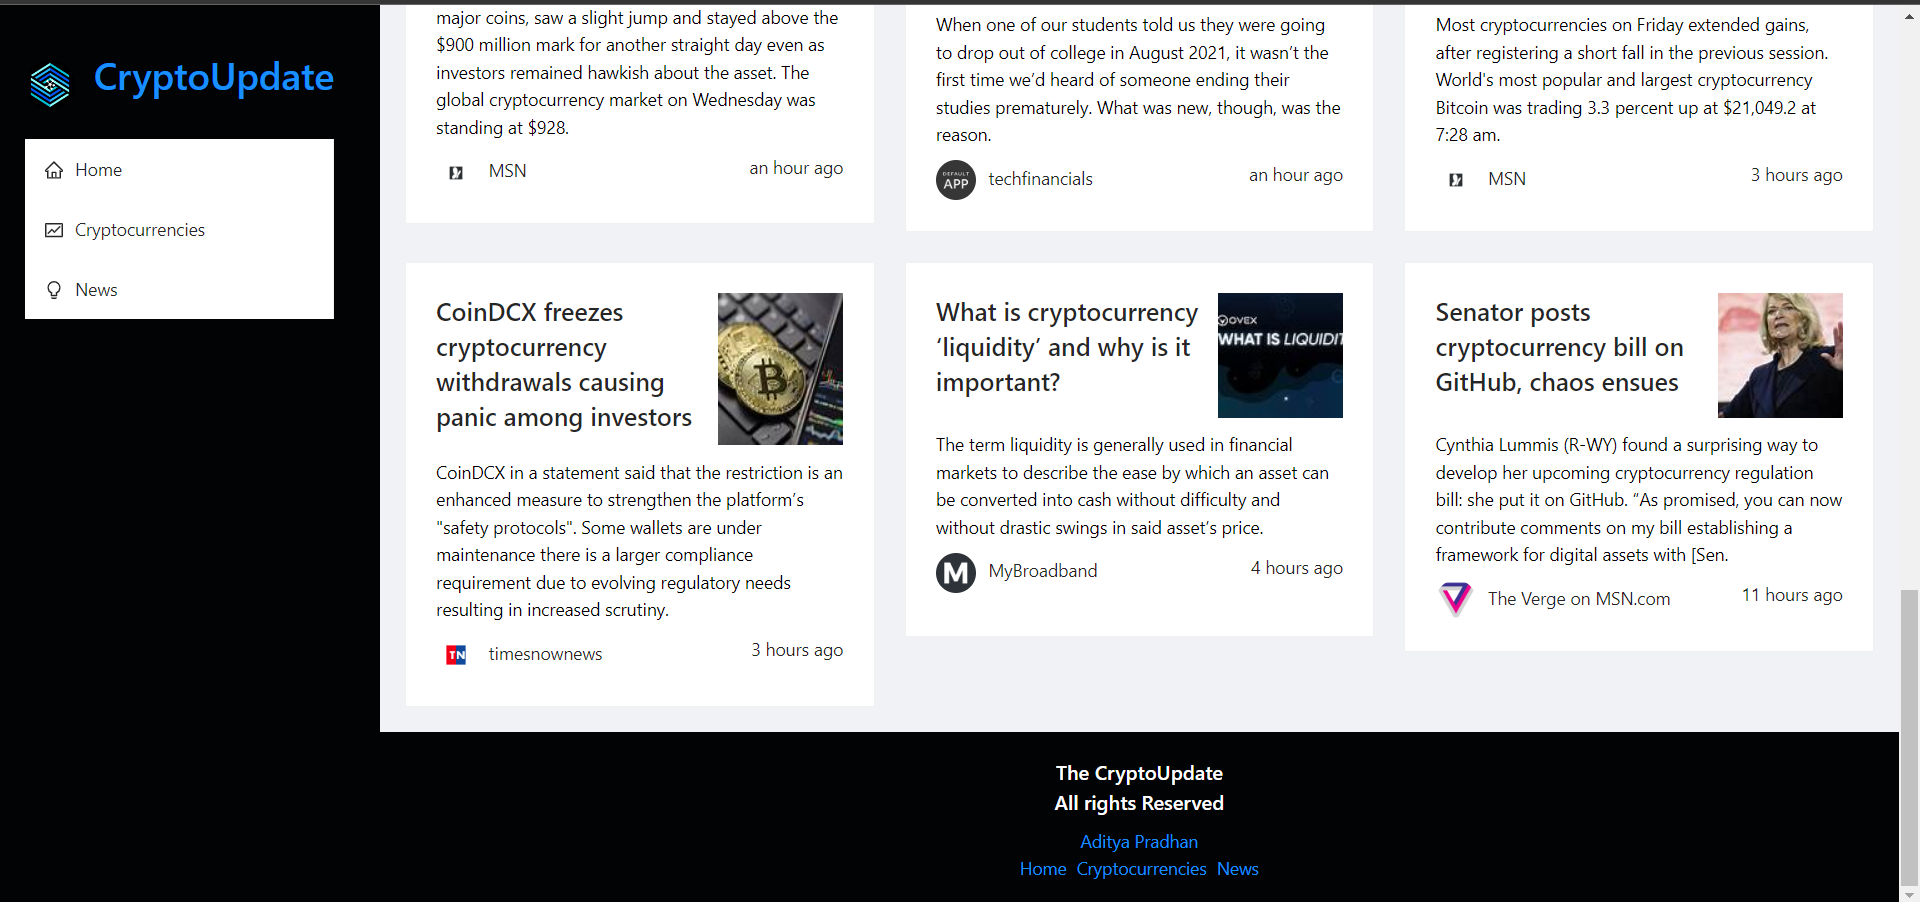 CryptoUpdate
Home
Cryptocurrencies
News
major coins, saw a slight jump and stayed above the
$900 million mark for another straight day even as
investors remained hawkish about the asset. The
global cryptocurrency market on Wednesday was
standing at $928.
MSN
an hour ago
When one of our students told us they were going
to drop out of college in August 2021, it wasn’t the
first time we’d heard of someone ending their
studies prematurely. What was new, though, was the
reason.
DEFAULT
APP
techfinancials
an hour ago
Most cryptocurrencies on Friday extended gains,
after registering a short fall in the previous session.
World's most popular and largest cryptocurrency
Bitcoin was trading 3.3 percent up at $21,049.2 at
7:28 am.
MSN
3 hours ago
CoinDCX freezes
cryptocurrency
withdrawals causing
panic among investors
CoinDCX in a statement said that the restriction is an
enhanced measure to strengthen the platform’s
"safety protocols". Some wallets are under
maintenance there is a larger compliance
requirement due to evolving regulatory needs
resulting in increased scrutiny.
TN
timesnownews
3 hours ago
What is cryptocurrency
‘liquidity’ and why is it
important?
OVEX
WHAT IS LIQUIDIT
The term liquidity is generally used in financial
markets to describe the ease by which an asset can
be converted into cash without difficulty and
without drastic swings in said asset’s price.
M
MyBroadband
4 hours ago
Senator posts
cryptocurrency bill on
GitHub, chaos ensues
Cynthia Lummis (R-WY) found a surprising way to
develop her upcoming cryptocurrency regulation
bill: she put it on GitHub. “As promised, you can now
contribute comments on my bill establishing a
framework for digital assets with [Sen.
The Verge on MSN.com
11 hours ago
The CryptoUpdate
All rights Reserved
Aditya Pradhan
Home Cryptocurrencies News